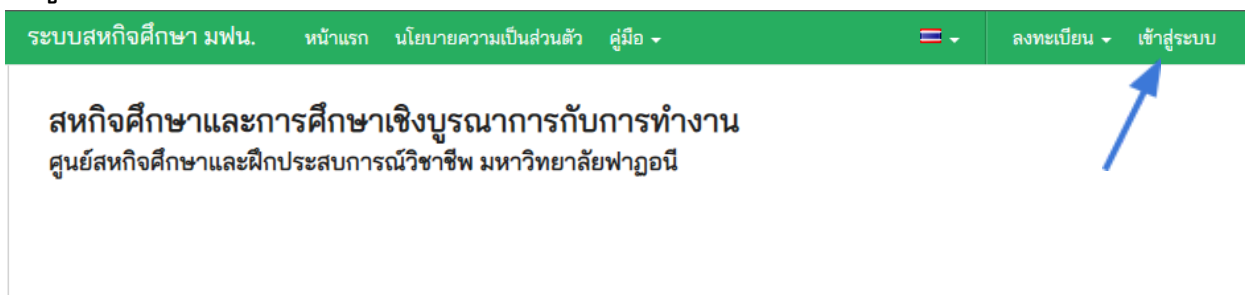 ระบบสหกิจศึกษา มฟน. หน้าแรก นโยบายความเป็นส่วนตัว คู่มือ ลงทะเบียน เข้าสู่ระบบ
สหกิจศึกษาและการศึกษาเชิงบูรณาการกับการทำงาน
ศูนย์สหกิจศึกษาและฝึกประสบการณ์วิชาชีพ มหาวิทยาลัยฟาฏอนี